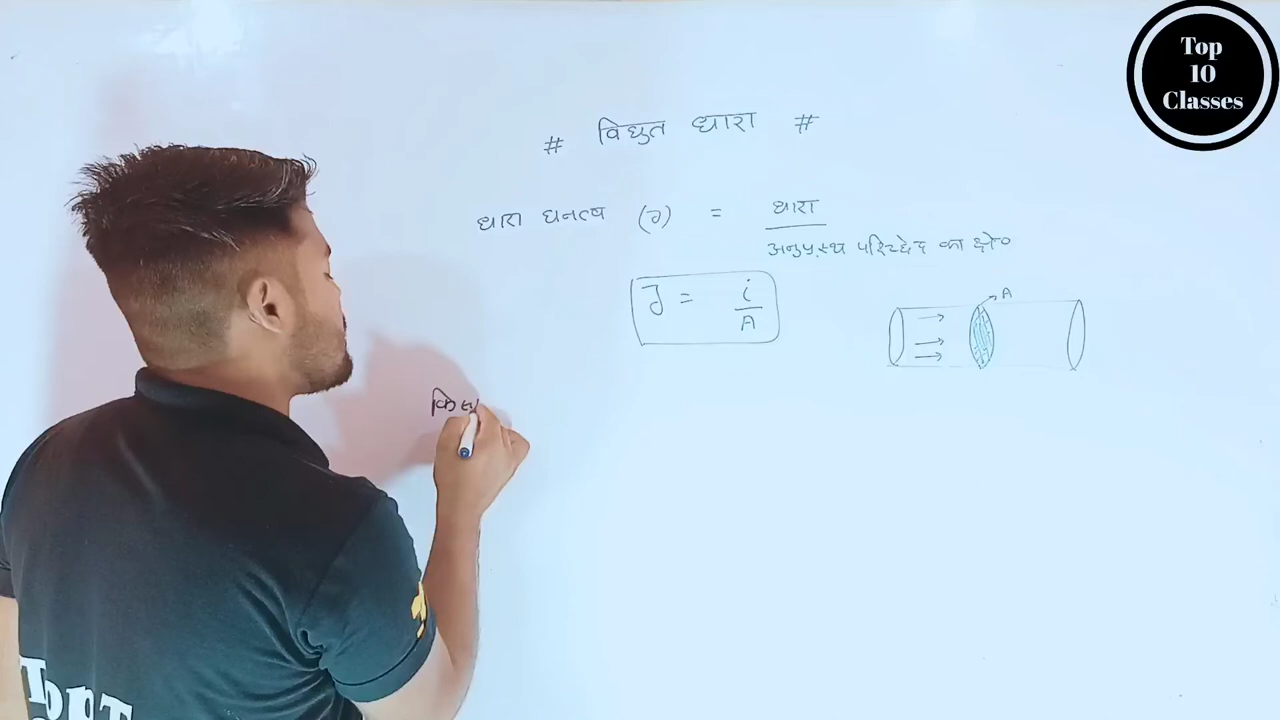 Top
10
Classes
# विद्युत धारा #
धारा घनत्व (J) = धारा
अनुप्रस्थ परिच्छेद का क्षे०
J = i
A
A
किस